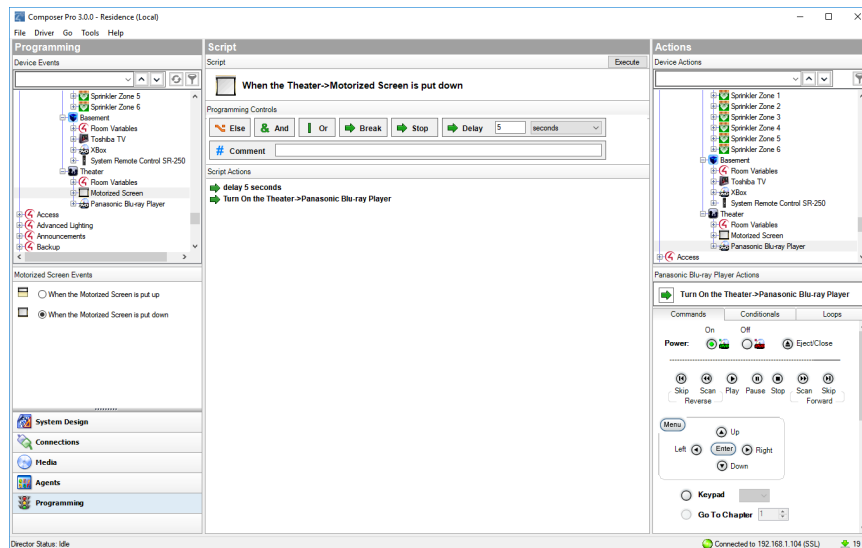 Composer Pro 3.0.0 - Residence (Local)
File Driver Go Tools Help
Programming
Device Events
Sprinkler Zone 5
Sprinkler Zone 6
Basement
Room Variables
Toshiba TV
XBox
System Remote Control SR-250
Theater
Room Variables
Motorized Screen
Panasonic Blu-ray Player
Access
Advanced Lighting
Announcements
Backup
Motorized Screen Events
When the Motorized Screen is put up
When the Motorized Screen is put down
System Design
Connections
Media
Agents
Programming
Script
Script Execute
When the Theater->Motorized Screen is put down
Programming Controls
Else And Or Break Stop Delay 5 seconds
# Comment
Script Actions
delay 5 seconds
Turn On the Theater->Panasonic Blu-ray Player
Actions
Device Actions
Sprinkler Zone 1
Sprinkler Zone 2
Sprinkler Zone 3
Sprinkler Zone 4
Sprinkler Zone 5
Sprinkler Zone 6
Basement
Room Variables
Toshiba TV
XBox
System Remote Control SR-250
Theater
Room Variables
Motorized Screen
Panasonic Blu-ray Player
Access
Panasonic Blu-ray Player Actions
Turn On the Theater->Panasonic Blu-ray Player
Commands Conditionals Loops
On Off
Power: Eject/Close
Skip Scan Play Pause Stop Scan Skip
Reverse Forward
Menu
Up
Left Enter Right
Down
Keypad
Go To Chapter 1
Director Status: Idle Connected to 192.168.1.104 (SSL) 19